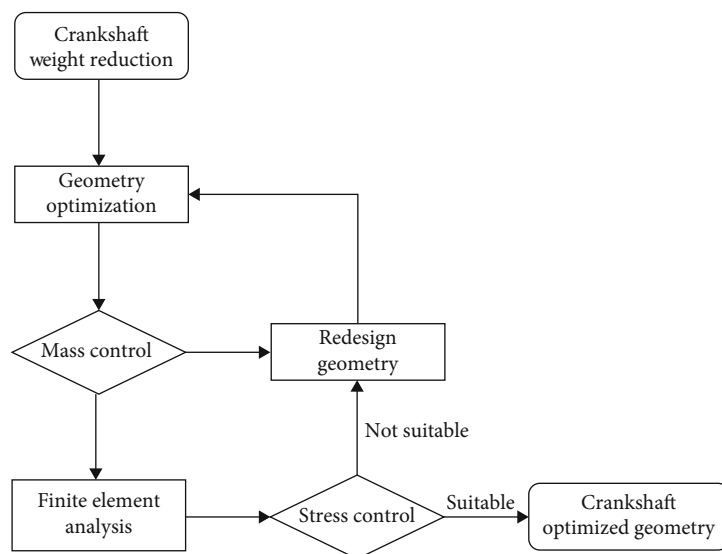 Crankshaft
weight reduction
Geometry
optimization
Mass control
Redesign
geometry
Not suitable
Finite element
analysis
Stress control
Suitable
Crankshaft
optimized geometry